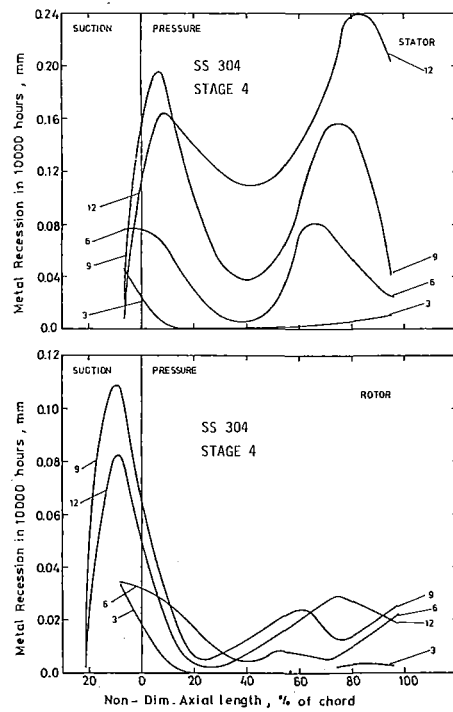 SUCTION PRESSURE STATOR
SS 304
STAGE 4
Metal Recession in 10000 hours, mm
0.24
0.20
0.16
0.12
0.08
0.04
0.0
12
12
6
9
3
9
6
3
SUCTION PRESSURE
ROTOR
SS 304
STAGE 4
Metal Recession in 10000 hours, mm
0.12
0.10
0.08
0.06
0.04
0.02
0.00
9
12
6
3
9
6
12
3
20 0 20 40 60 80 100
Non-Dim. Axial length, % of chord